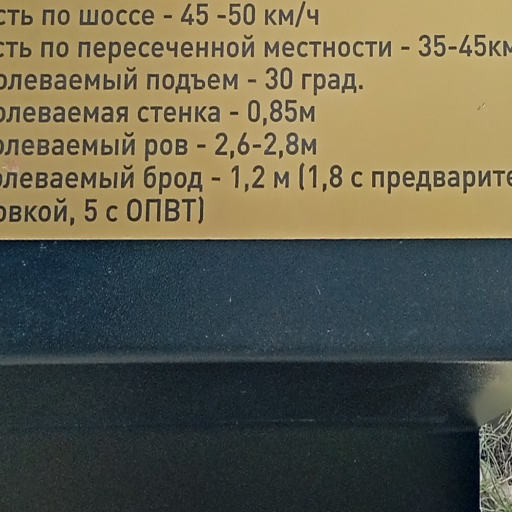 сть по шоссе - 45 -50 км/ч
сть по пересеченной местности - 35-45км
олеваемый подъем - 30 град.
олеваемая стенка - 0,85м
олеваемый ров - 2,6-2,8м
олеваемый брод - 1,2 м (1,8 с предварите
овкой, 5 с ОПВТ)